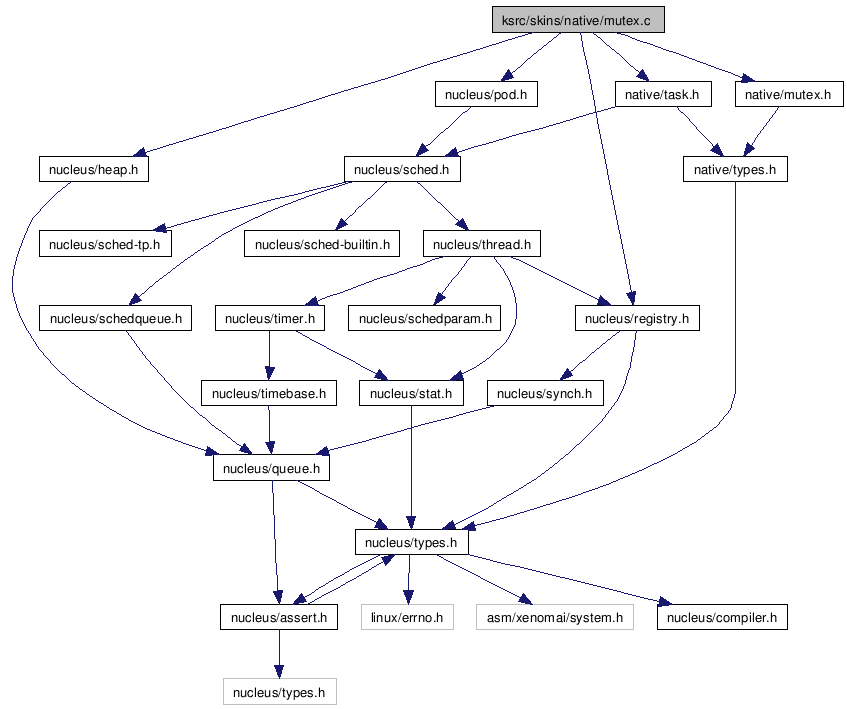 ksrc/skins/native/mutex.c
nucleus/pod.h
native/task.h
native/mutex.h
nucleus/heap.h
nucleus/sched.h
native/types.h
nucleus/sched-tp.h
nucleus/sched-builtin.h
nucleus/thread.h
nucleus/schedqueue.h
nucleus/timer.h
nucleus/schedparam.h
nucleus/registry.h
nucleus/timebase.h
nucleus/stat.h
nucleus/synch.h
nucleus/queue.h
nucleus/types.h
nucleus/assert.h
linux/errno.h
asm/xenomai/system.h
nucleus/compiler.h
nucleus/types.h